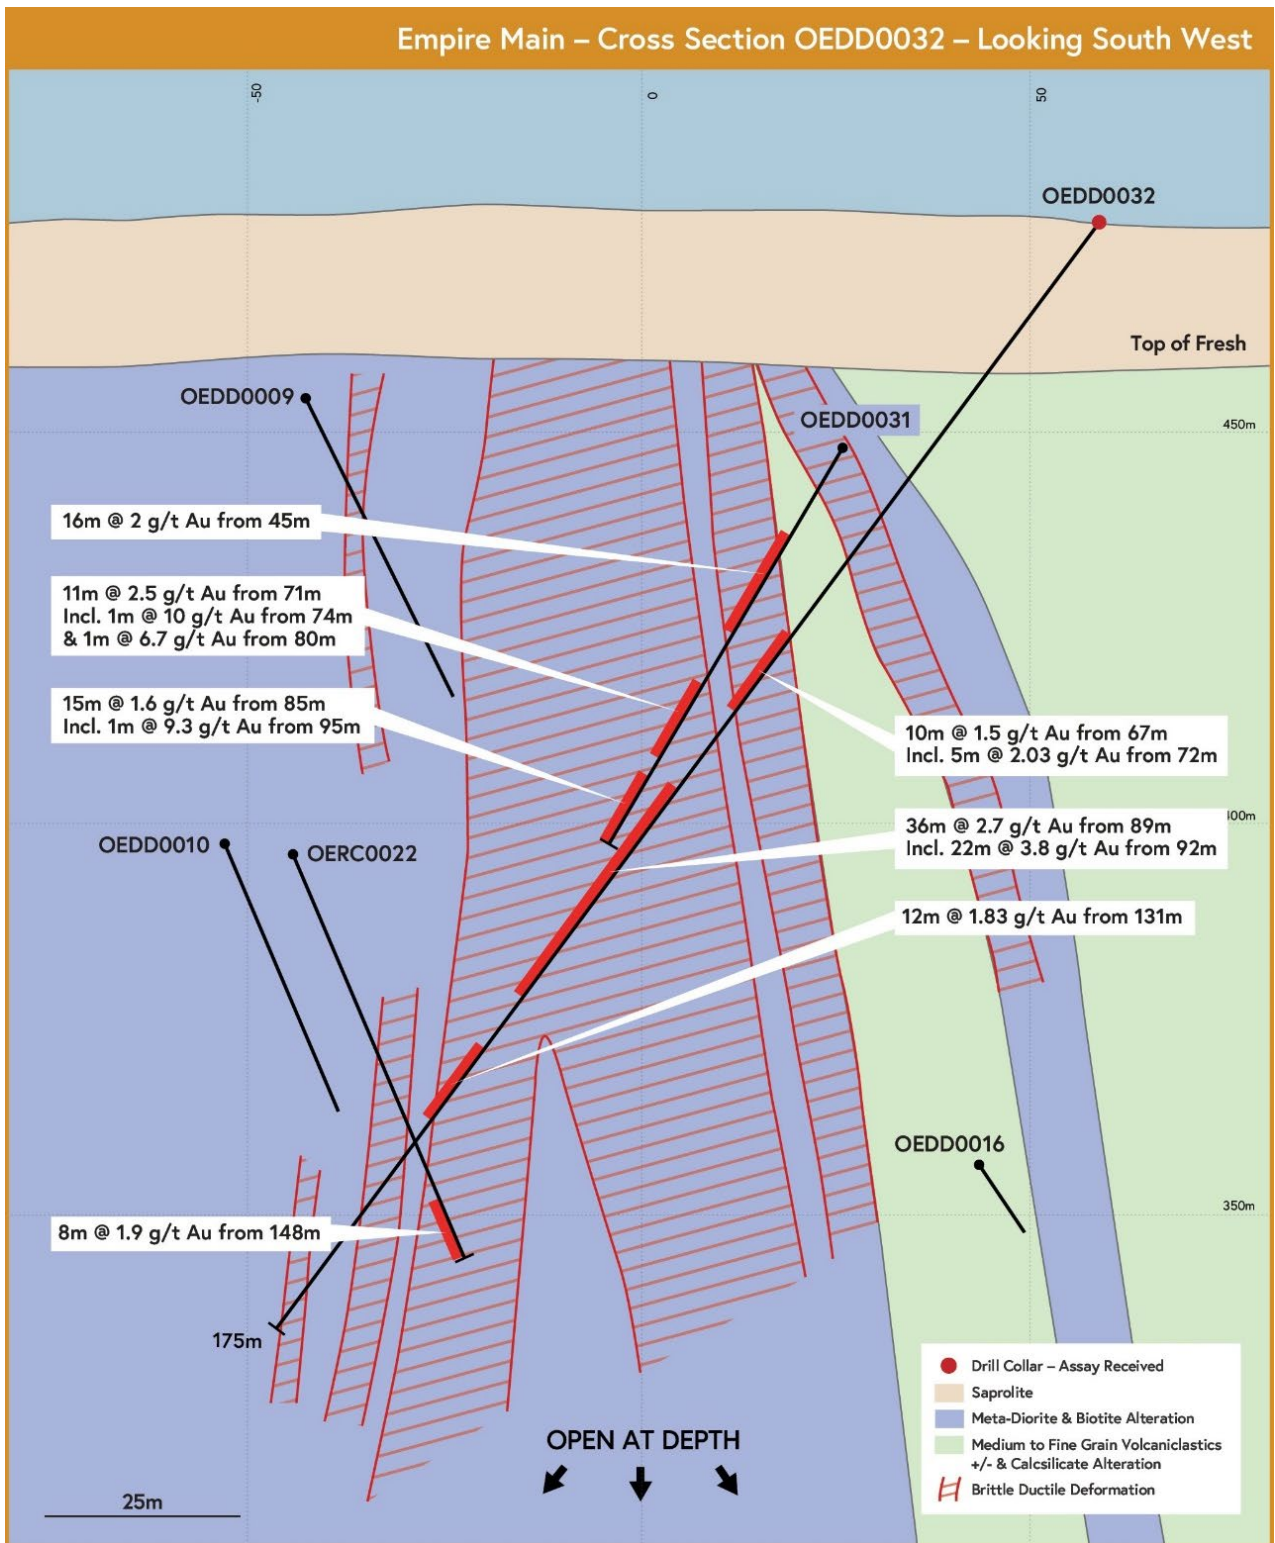 Empire Main – Cross Section OEDD0032 – Looking South West
-50
0
50
OEDD0032
Top of Fresh
OEDD0009
OEDD0031
450m
16m @ 2 g/t Au from 45m
11m @ 2.5 g/t Au from 71m
Incl. 1m @ 10 g/t Au from 74m
& 1m @ 6.7 g/t Au from 80m
15m @ 1.6 g/t Au from 85m
Incl. 1m @ 9.3 g/t Au from 95m
10m @ 1.5 g/t Au from 67m
Incl. 5m @ 2.03 g/t Au from 72m
36m @ 2.7 g/t Au from 89m
Incl. 22m @ 3.8 g/t Au from 92m
00m
OEDD0010
OERC0022
12m @ 1.83 g/t Au from 131m
OEDD0016
350m
8m @ 1.9 g/t Au from 148m
175m
OPEN AT DEPTH
25m
Drill Collar – Assay Received
Saprolite
Meta-Diorite & Biotite Alteration
Medium to Fine Grain Volcaniclastics
+/- & Calcsilicate Alteration
Brittle Ductile Deformation